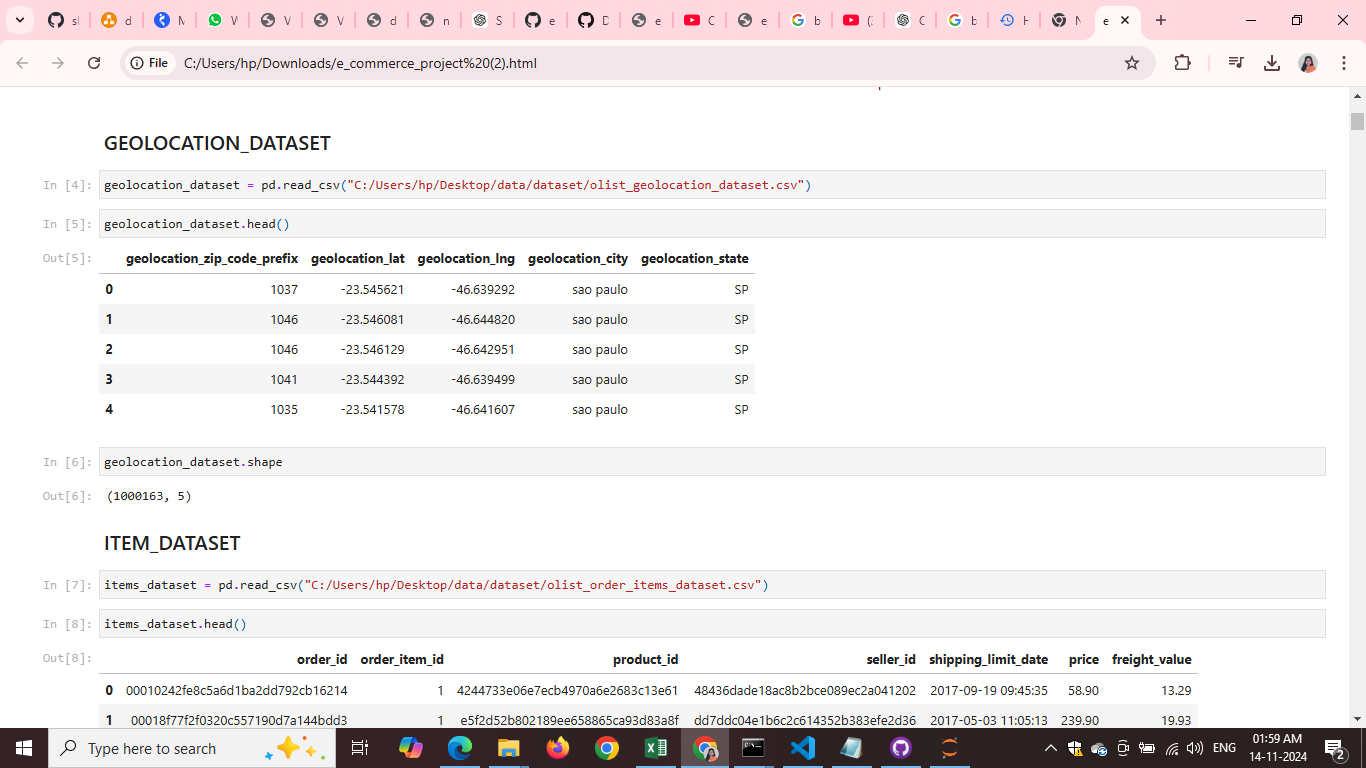 sl
d
M
W
V
V
d
n
S
e
D
e
C
e
b
(:
C
b
H
N
e
File
C:/Users/hp/Downloads/e_commerce_project%20(2).html
GEOLOCATION_DATASET
In [4]: geolocation_dataset = pd.read_csv("C:/Users/hp/Desktop/data/dataset/olist_geolocation_dataset.csv")
In [5]: geolocation_dataset.head()
Out[5]: geolocation_zip_code_prefix geolocation_lat geolocation_lng geolocation_city geolocation_state
0 1037 -23.545621 -46.639292 sao paulo SP
1 1046 -23.546081 -46.644820 sao paulo SP
2 1046 -23.546129 -46.642951 sao paulo SP
3 1041 -23.544392 -46.639499 sao paulo SP
4 1035 -23.541578 -46.641607 sao paulo SP
In [6]: geolocation_dataset.shape
Out[6]: (1000163, 5)
ITEM_DATASET
In [7]: items_dataset = pd.read_csv("C:/Users/hp/Desktop/data/dataset/olist_order_items_dataset.csv")
In [8]: items_dataset.head()
Out[8]: order_id order_item_id product_id seller_id shipping_limit_date price freight_value
0 00010242fe8c5a6d1ba2dd792cb16214 1 4244733e06e7ecb4970a6e2683c13e61 48436dade18ac8b2bce089ec2a041202 2017-09-19 09:45:35 58.90 13.29
1 00018f77f2f0320c557190d7a144bdd3 1 e5f2d52b802189ee658865ca93d83a8f dd7ddc04e1b6c2c614352b383efe2d36 2017-05-03 11:05:13 239.90 19.93
Type here to search
ENG
01:59 AM
14-11-2024
2